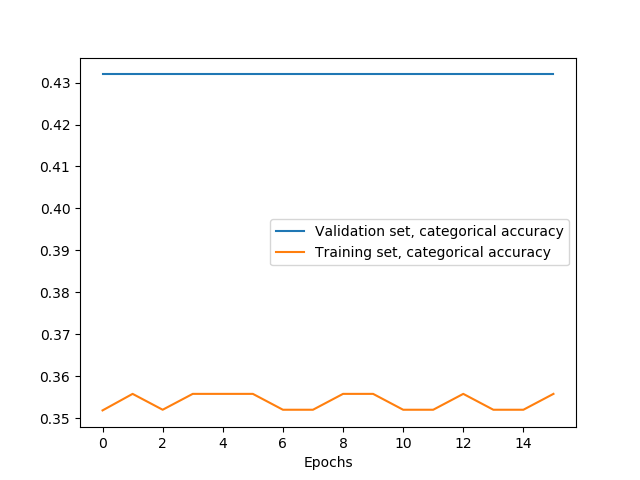 0.43
0.42
0.41
0.40
0.39
0.38
0.37
0.36
0.35
Validation set, categorical accuracy
Training set, categorical accuracy
0 2 4 6 8 10 12 14
Epochs